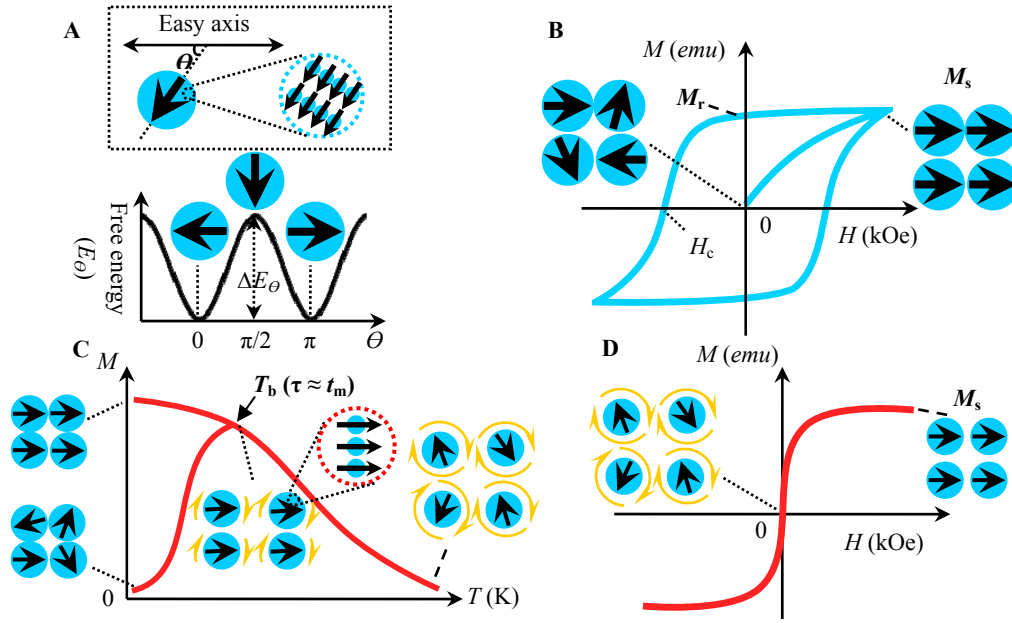 A
Easy axis
Θ
Free energy
(EΘ)
ΔEΘ
0
π/2
π
Θ
B
M (emu)
Mr
Ms
0
Hc
H (kOe)
C
M
Tb (τ ≈ tm)
0
T (K)
D
M (emu)
Ms
0
H (kOe)